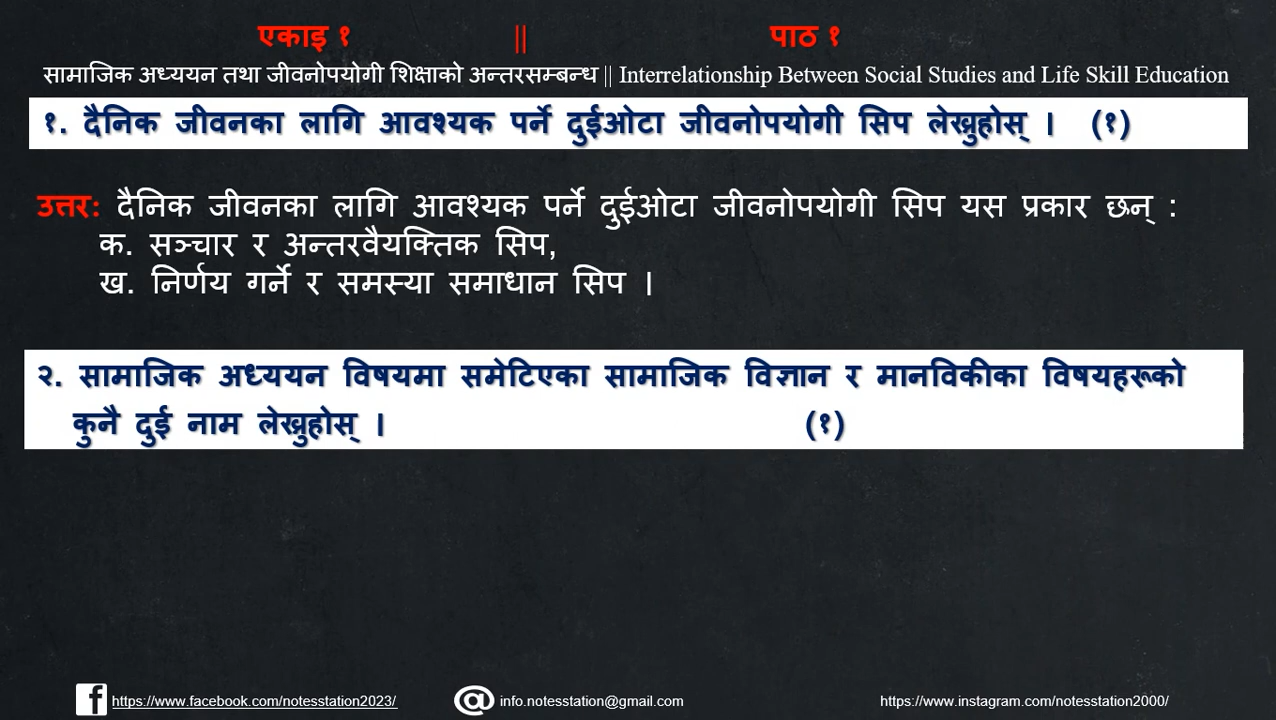 एकाइ १ || पाठ १
सामाजिक अध्ययन तथा जीवनोपयोगी शिक्षाको अन्तरसम्बन्ध || Interrelationship Between Social Studies and Life Skill Education
१. दैनिक जीवनका लागि आवश्यक पर्ने दुईओटा जीवनोपयोगी सिप लेख्नुहोस् । (१)
उत्तर: दैनिक जीवनका लागि आवश्यक पर्ने दुईओटा जीवनोपयोगी सिप यस प्रकार छन् :
क. सञ्चार र अन्तरवैयक्तिक सिप,
ख. निर्णय गर्ने र समस्या समाधान सिप ।
२. सामाजिक अध्ययन विषयमा समेटिएका सामाजिक विज्ञान र मानविकीका विषयहरूको
कुनै दुई नाम लेख्नुहोस् । (१)
https://www.facebook.com/notesstation2023/ info.notesstation@gmail.com https://www.instagram.com/notesstation2000/